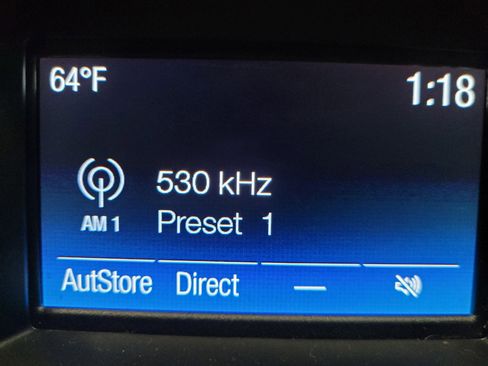 64°F 1:18
530 kHz
AM 1 Preset 1
AutStore Direct —